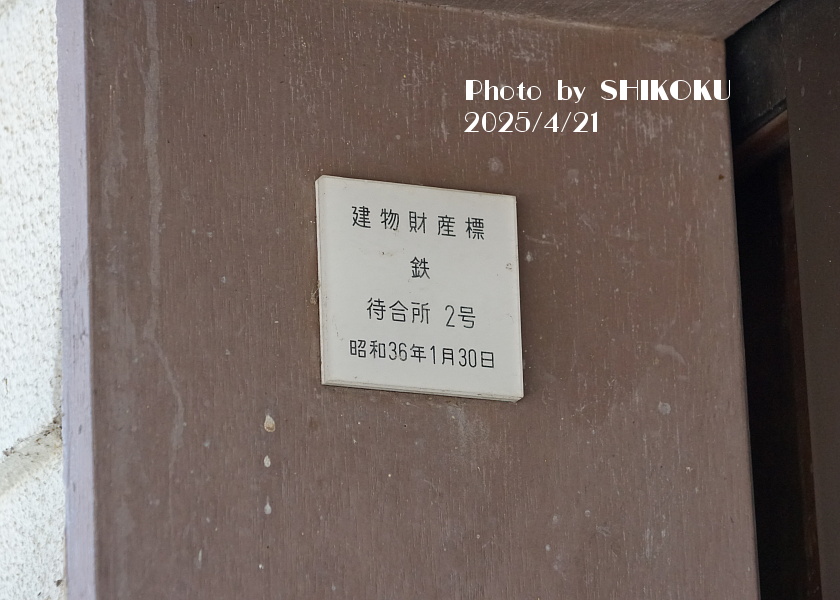 Photo by SHIKOKU
2025/4/21
建物財産標
鉄
待合所 2号
昭和36年1月30日